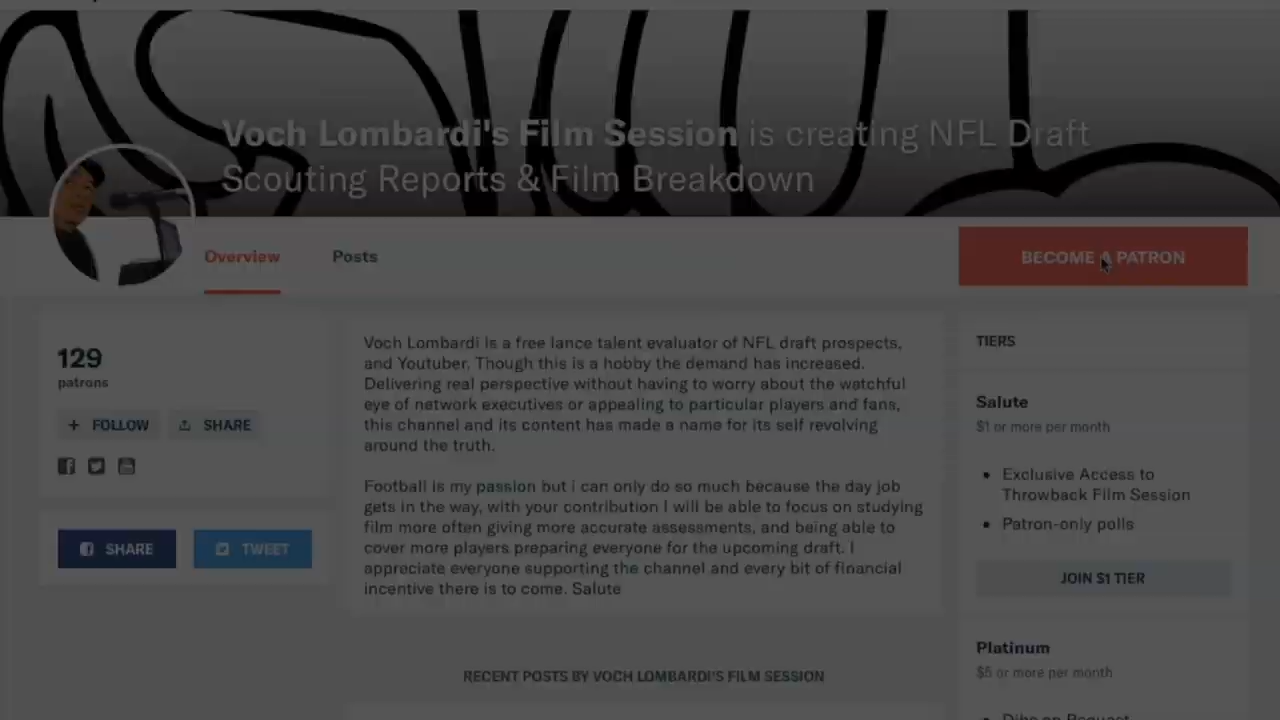 Voch Lombardi's Film Session is creating NFL Draft
Scouting Reports & Film Breakdown
Overview
Posts
BECOME A PATRON
129
patrons
+ FOLLOW
SHARE
SHARE
TWEET
Voch Lombardi is a free lance talent evaluator of NFL draft prospects,
and Youtuber. Though this is a hobby the demand has increased.
Delivering real perspective without having to worry about the watchful
eye of network executives or appealing to particular players and fans,
this channel and its content has made a name for its self revolving
around the truth.
Football is my passion but i can only do so much because the day job
gets in the way, with your contribution I will be able to focus on studying
film more often giving more accurate assessments, and being able to
cover more players preparing everyone for the upcoming draft. I
appreciate everyone supporting the channel and every bit of financial
incentive there is to come. Salute
RECENT POSTS BY VOCH LOMBARDI'S FILM SESSION
TIERS
Salute
$1 or more per month
• Exclusive Access to
Throwback Film Session
• Patron-only polls
JOIN $1 TIER
Platinum
$5 or more per month